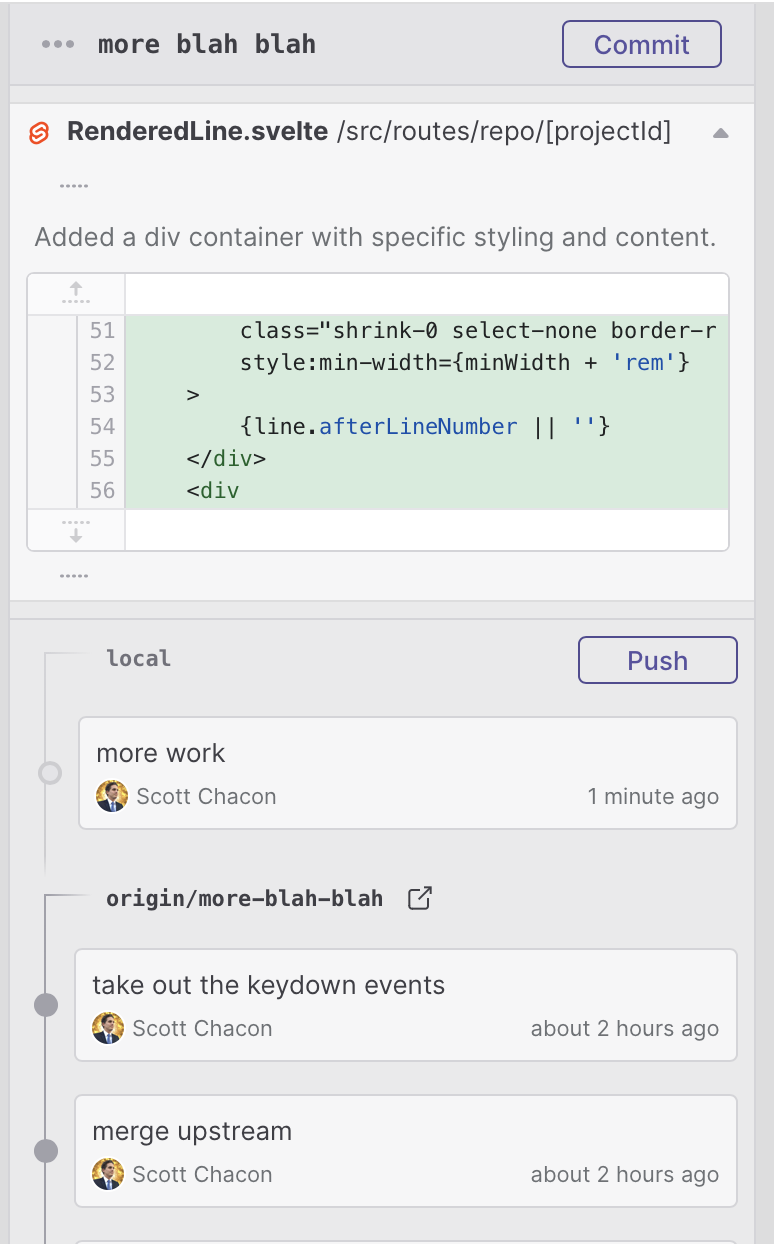 more blah blah
Commit
RenderedLine.svelte /src/routes/repo/[projectId]
Added a div container with specific styling and content.
51 class="shrink-0 select-none border-r
52 style:min-width={minWidth + 'rem'}
53 >
54 {line.afterLineNumber || ''}
55 </div>
56 <div
local
Push
more work
Scott Chacon 1 minute ago
origin/more-blah-blah
take out the keydown events
Scott Chacon about 2 hours ago
merge upstream
Scott Chacon about 2 hours ago